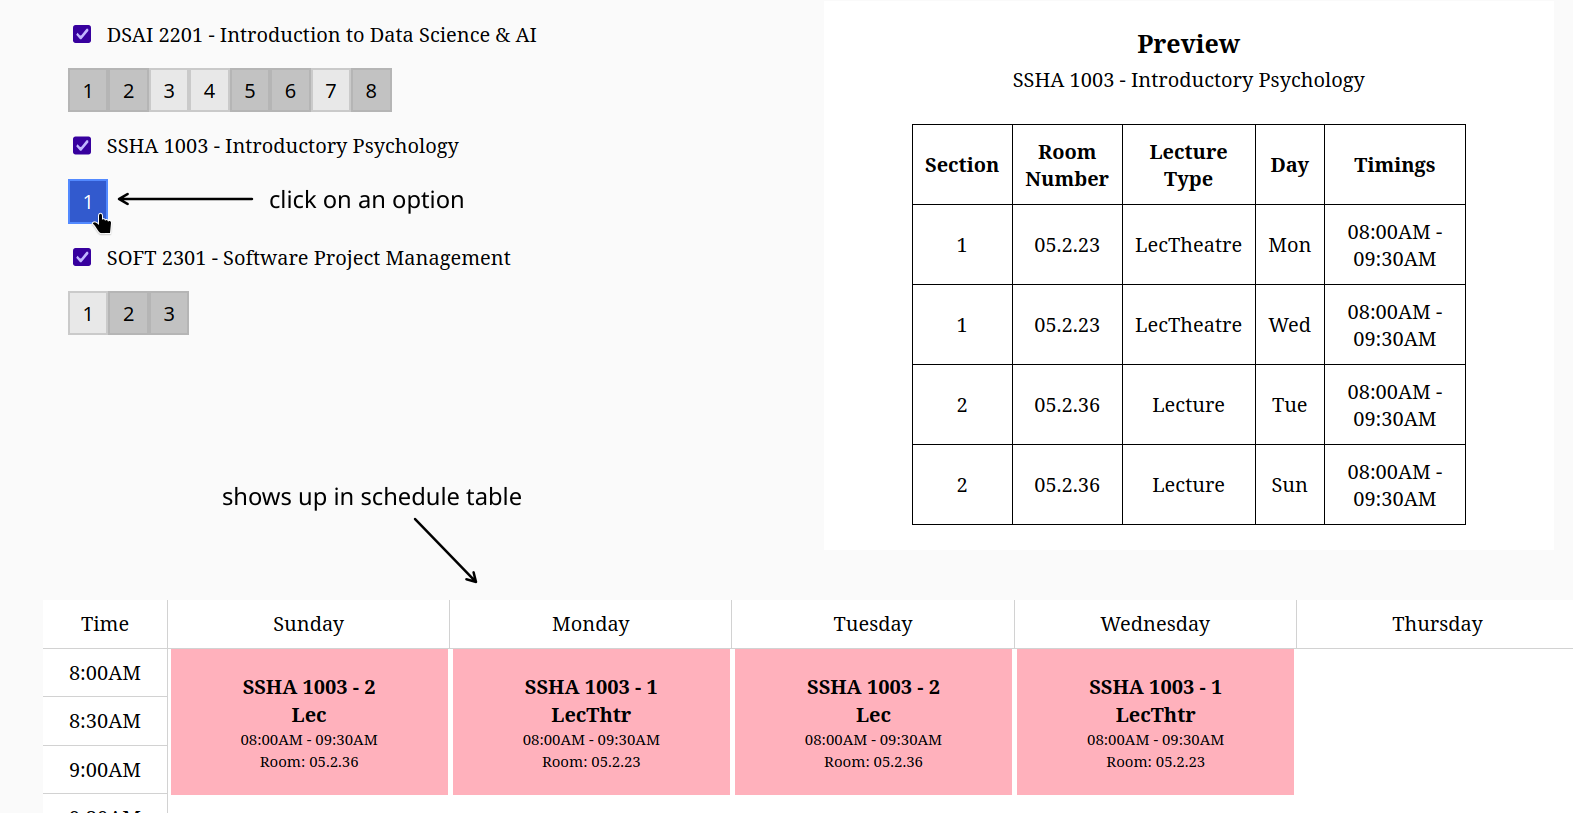 DSAI 2201 - Introduction to Data Science & AI
1 2 3 4 5 6 7 8
SSHA 1003 - Introductory Psychology
1
click on an option
SOFT 2301 - Software Project Management
1 2 3
Preview
SSHA 1003 - Introductory Psychology
Section Room Number Lecture Type Day Timings
1 05.2.23 LecTheatre Mon 08:00AM - 09:30AM
1 05.2.23 LecTheatre Wed 08:00AM - 09:30AM
2 05.2.36 Lecture Tue 08:00AM - 09:30AM
2 05.2.36 Lecture Sun 08:00AM - 09:30AM
shows up in schedule table
Time Sunday Monday Tuesday Wednesday Thursday
8:00AM
8:30AM
9:00AM
SSHA 1003 - 2
Lec
08:00AM - 09:30AM
Room: 05.2.36
SSHA 1003 - 1
LecThtr
08:00AM - 09:30AM
Room: 05.2.23
SSHA 1003 - 2
Lec
08:00AM - 09:30AM
Room: 05.2.36
SSHA 1003 - 1
LecThtr
08:00AM - 09:30AM
Room: 05.2.23